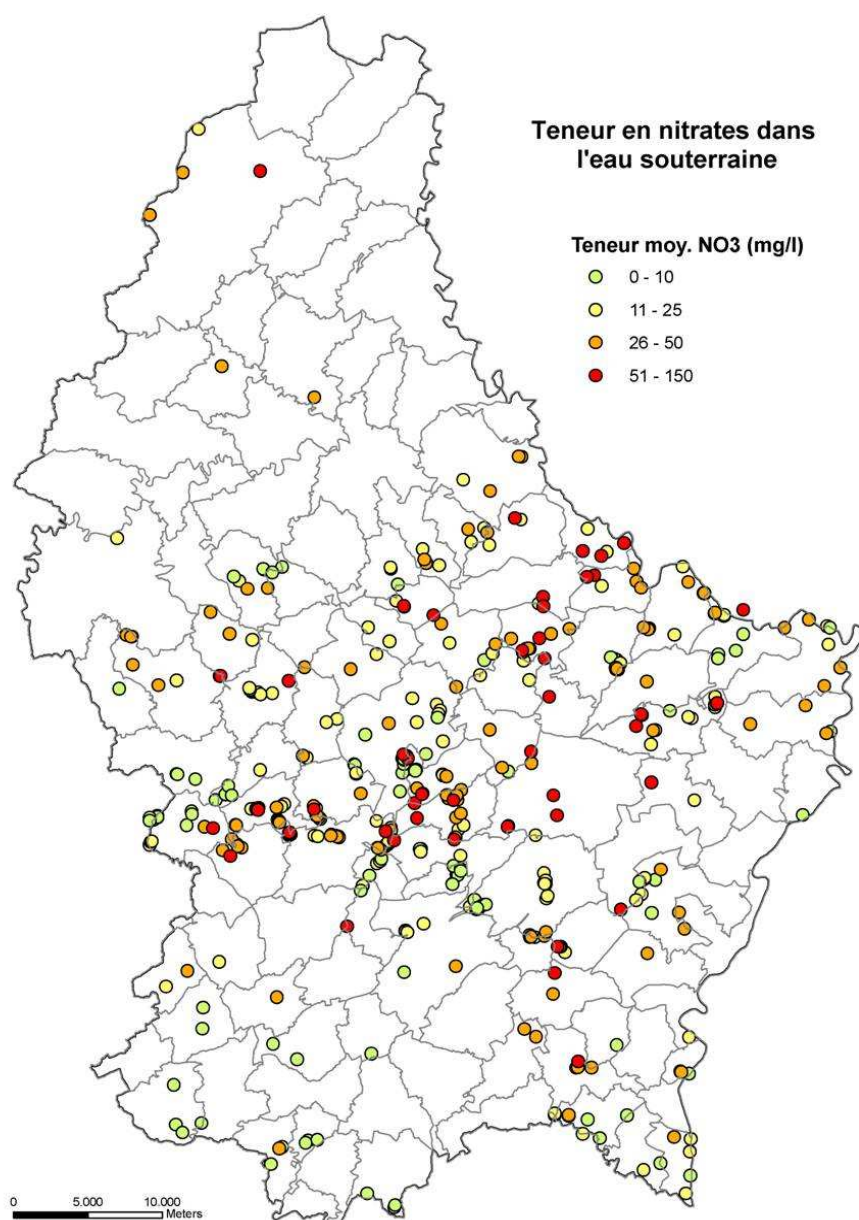 Teneur en nitrates dans
l'eau souterraine
Teneur moy. NO3 (mg/l)
0 - 10
11 - 25
26 - 50
51 - 150
0 5.000 10.000
Meters